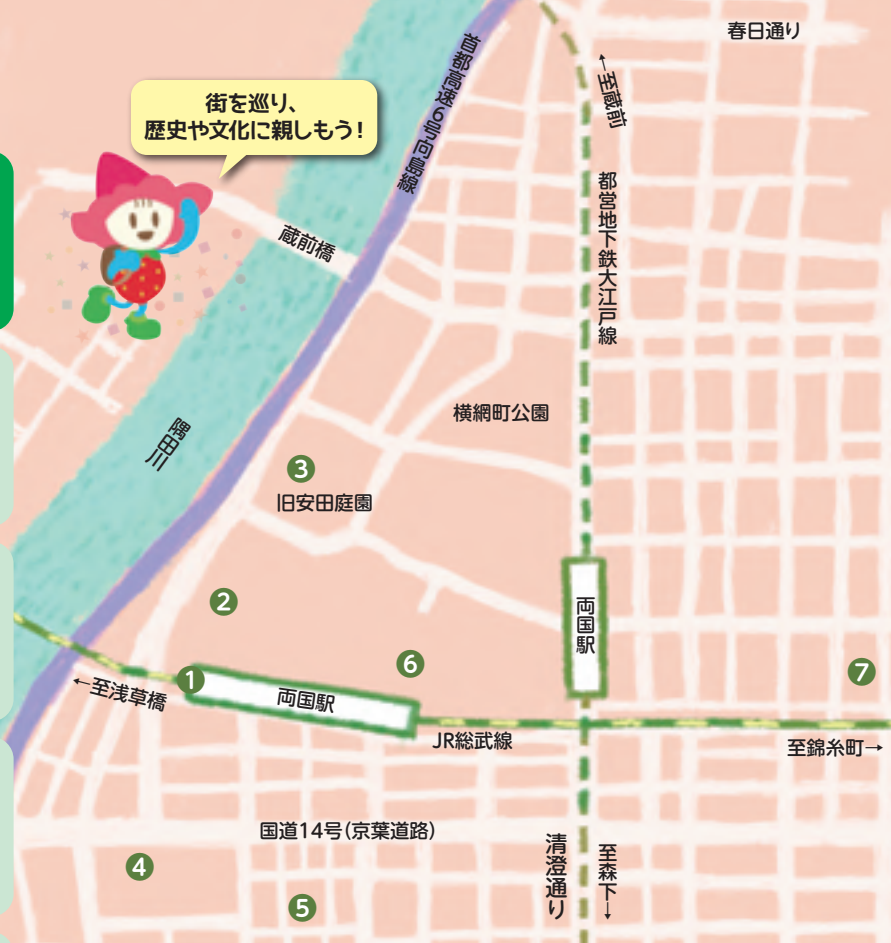 春日通り
首都高速6号向島線
←至蔵前
街を巡り、
歴史や文化に親しもう!
都営地下鉄大江戸線
蔵前橋
横網町公園
隅田川
3
旧安田庭園
2
両国駅
6
1
7
両国駅
←至浅草橋
JR総武線
至錦糸町→
国道14号(京葉道路)
清澄通り
至森下→
4
5